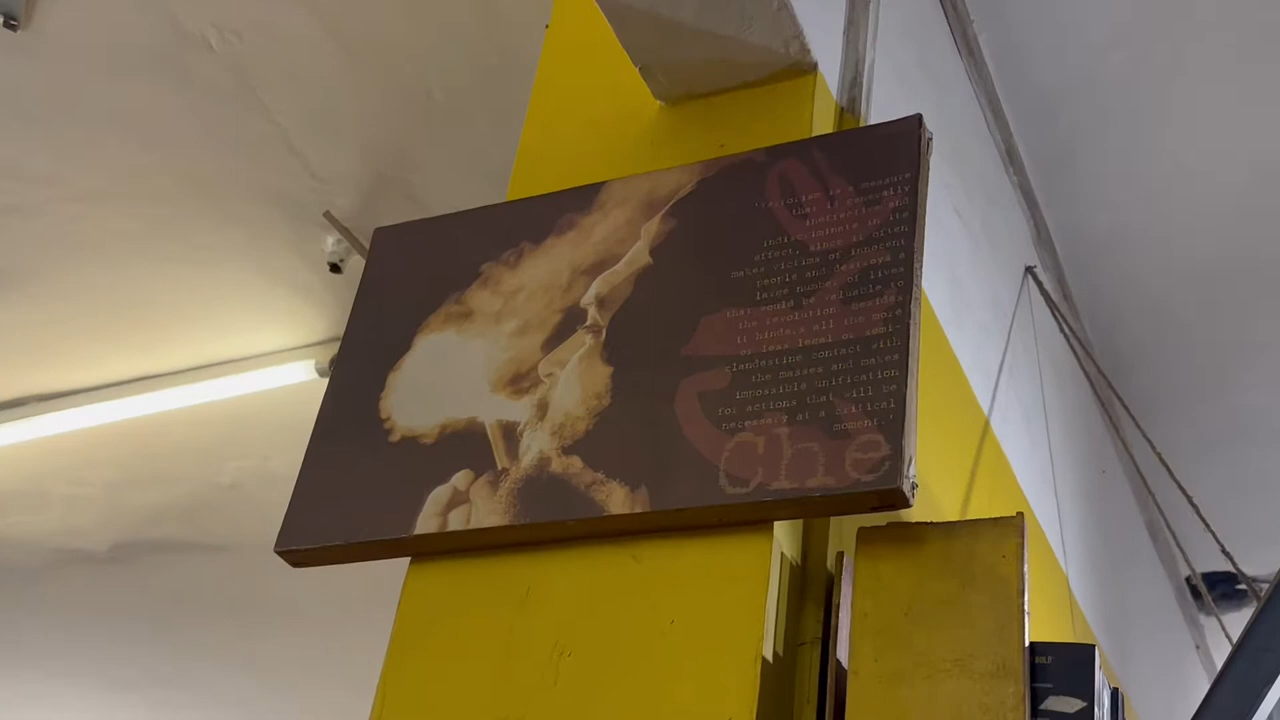 'Terrorism is a measure
that is generally
ineffective and
indiscriminate in its
effect, since it often
makes victims of innocent
people and destroys a
large number of lives
that would be valuable to
the revolution. besides
it hinders all the more
or less legal or semi-
clandestine contact with
the masses and makes
impossible unification
for actions that will be
necessary at a critical
moment.'
Che
BOLD